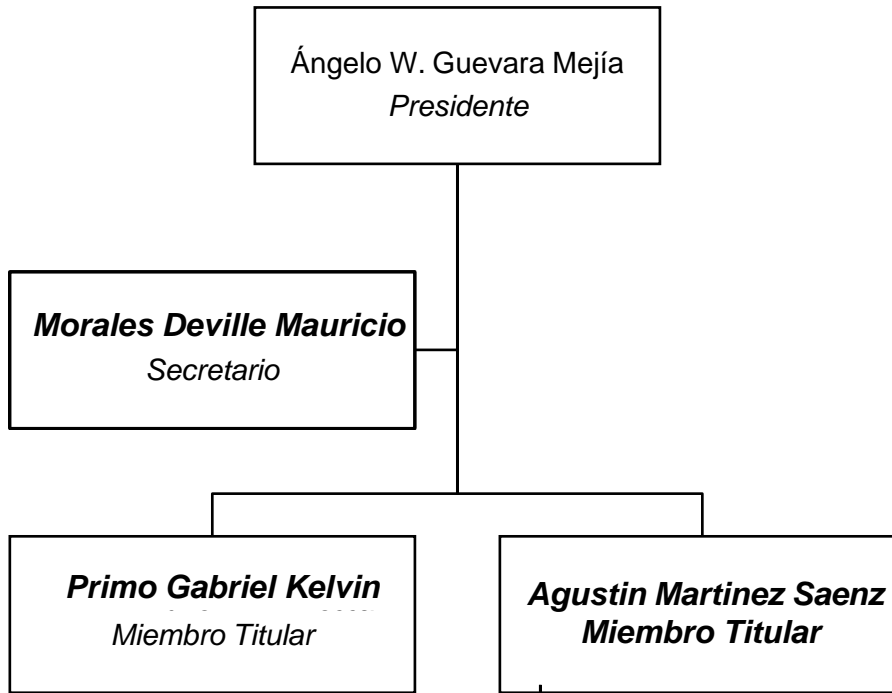 Ángelo W. Guevara Mejía
Presidente
Morales Deville Mauricio
Secretario
Primo Gabriel Kelvin
Miembro Titular
Agustin Martinez Saenz
Miembro Titular